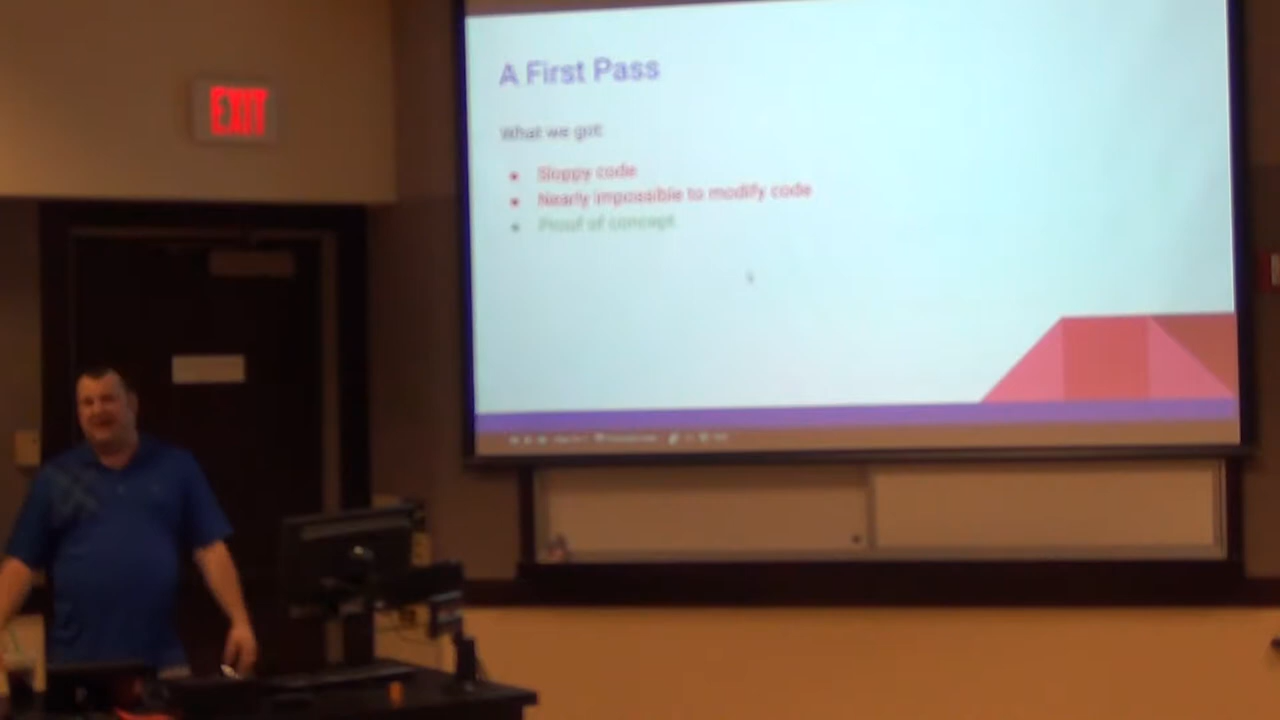 EXIT
A First Pass
What we got:
Sloppy code
Nearly impossible to modify code
Proof of concept